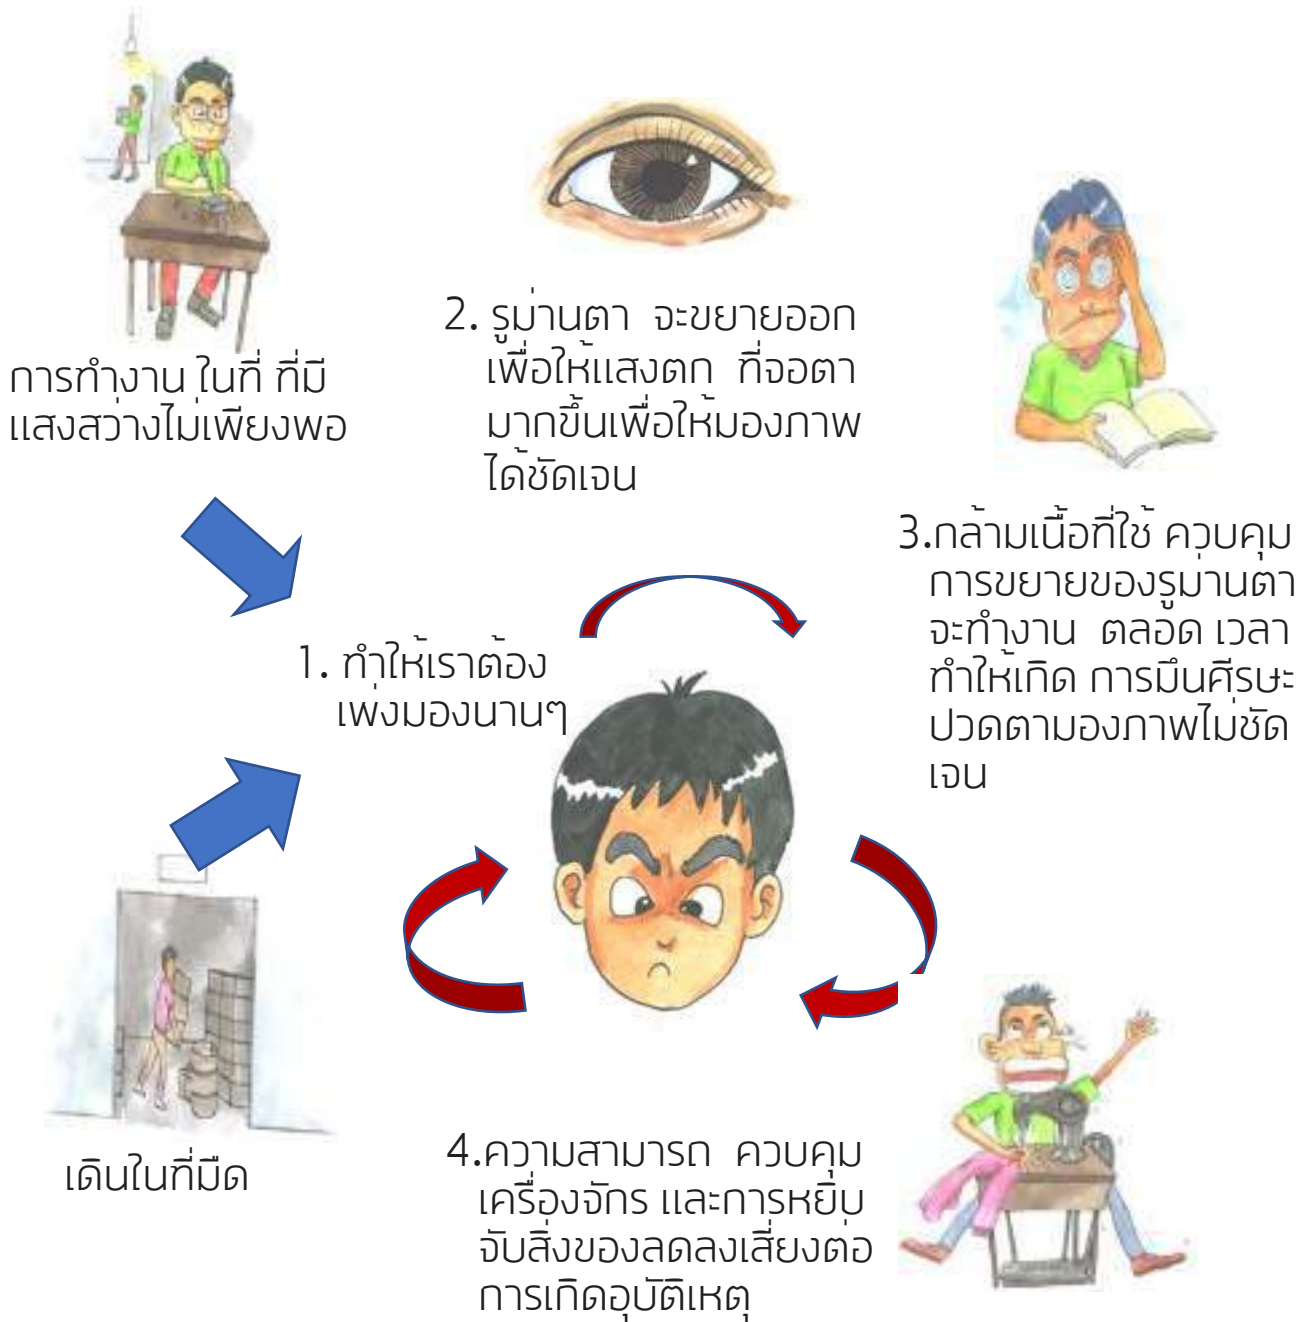 การทำงาน ในที่ ที่มี
แสงสว่างไม่เพียงพอ
2. รูม่านตา จะขยายออก
เพื่อให้แสงตก ที่จอตา
มากขึ้นเพื่อให้มองภาพ
ได้ชัดเจน
3.กล้ามเนื้อที่ใช้ ควบคุม
การขยายของรูม่านตา
จะทำงาน ตลอด เวลา
ทำให้เกิด การมึนศีรษะ
ปวดตามองภาพไม่ชัด
เจน
1. ทำให้เราต้อง
เพ่งมองนานๆ
เดินในที่มืด
4.ความสามารถ ควบคุม
เครื่องจักร และการหยิบ
จับสิ่งของลดลงเสี่ยงต่อ
การเกิดอุบัติเหตุ